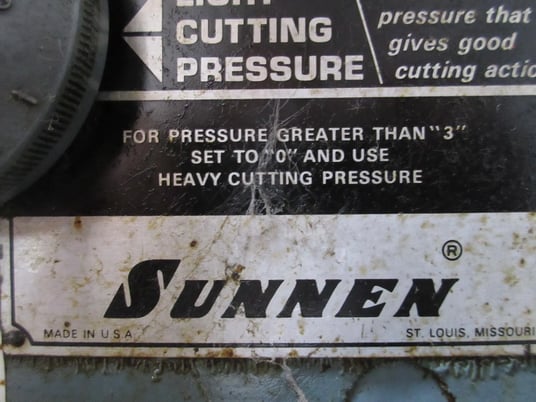 LIGHT
CUTTING
PRESSURE
pressure that
gives good
cutting
FOR PRESSURE GREATER THAN "3"
SET TO "0" AND USE
HEAVY CUTTING PRESSURE
SUNNEN ®
MADE IN U.S.A.
ST. LOUIS, MISSOURI